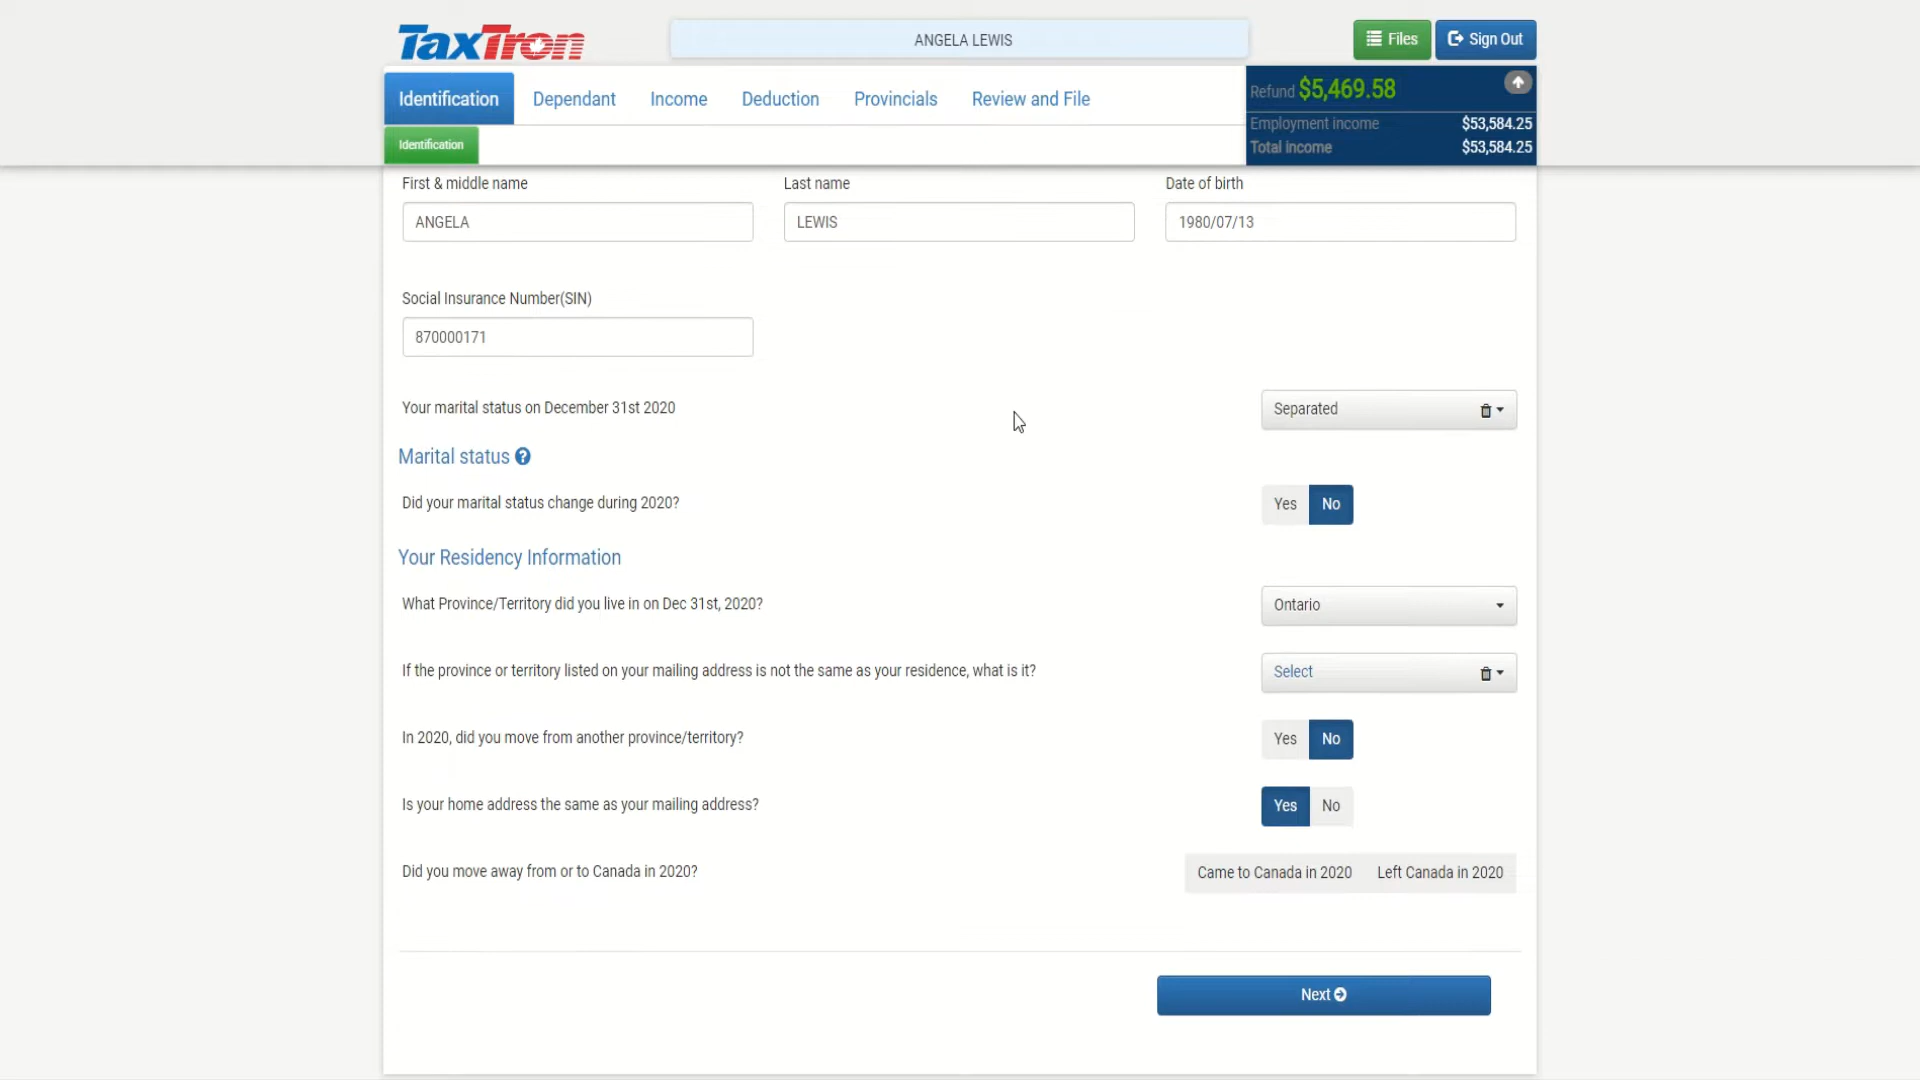 TaxTron
ANGELA LEWIS
Files
Sign Out
Identification
Dependant
Income
Deduction
Provincials
Review and File
Refund $5,469.58
Employment income $53,584.25
Total income $53,584.25
Identification
First & middle name
Last name
Date of birth
ANGELA
LEWIS
1980/07/13
Social Insurance Number(SIN)
870000171
Your marital status on December 31st 2020
Separated
Marital status
Did your marital status change during 2020?
Yes No
Your Residency Information
What Province/Territory did you live in on Dec 31st, 2020?
Ontario
If the province or territory listed on your mailing address is not the same as your residence, what is it?
Select
In 2020, did you move from another province/territory?
Yes No
Is your home address the same as your mailing address?
Yes No
Did you move away from or to Canada in 2020?
Came to Canada in 2020 Left Canada in 2020
Next